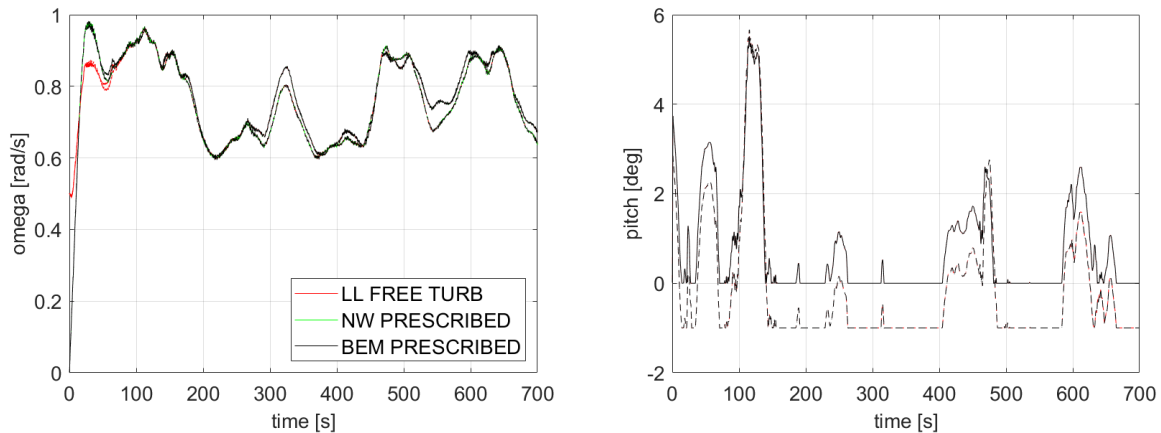 1
0.8
0.6
0.4
0.2
0
omega [rad/s]
LL FREE TURB
NW PRESCRIBED
BEM PRESCRIBED
0 100 200 300 400 500 600 700
time [s]
6
4
2
0
-2
pitch [deg]
0 100 200 300 400 500 600 700
time [s]